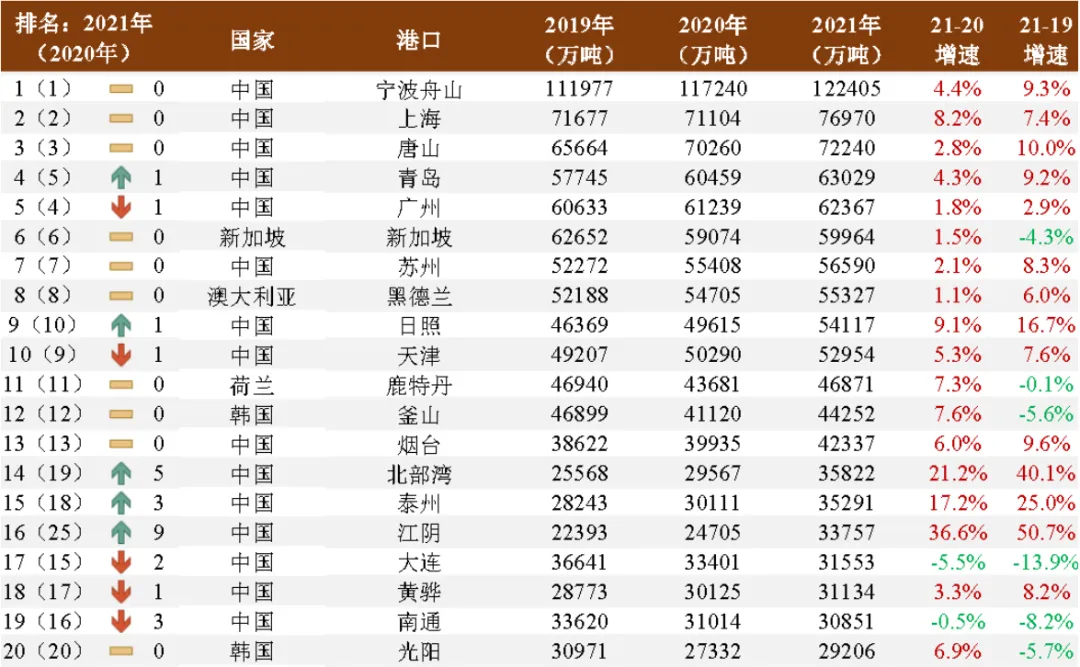 排名：2021年（2020年） 国家 港口 2019年（万吨） 2020年（万吨） 2021年（万吨） 21-20增速 21-19增速
1（1） 0 中国 宁波舟山 111977 117240 122405 4.4% 9.3%
2（2） 0 中国 上海 71677 71104 76970 8.2% 7.4%
3（3） 0 中国 唐山 65664 70260 72240 2.8% 10.0%
4（5） 1 中国 青岛 57745 60459 63029 4.3% 9.2%
5（4） 1 中国 广州 60633 61239 62367 1.8% 2.9%
6（6） 0 新加坡 新加坡 62652 59074 59964 1.5% -4.3%
7（7） 0 中国 苏州 52272 55408 56590 2.1% 8.3%
8（8） 0 澳大利亚 黑德兰 52188 54705 55327 1.1% 6.0%
9（10） 1 中国 日照 46369 49615 54117 9.1% 16.7%
10（9） 1 中国 天津 49207 50290 52954 5.3% 7.6%
11（11） 0 荷兰 鹿特丹 46940 43681 46871 7.3% -0.1%
12（12） 0 韩国 釜山 46899 41120 44252 7.6% -5.6%
13（13） 0 中国 烟台 38622 39935 42337 6.0% 9.6%
14（19） 5 中国 北部湾 25568 29567 35822 21.2% 40.1%
15（18） 3 中国 泰州 28243 30111 35291 17.2% 25.0%
16（25） 9 中国 江阴 22393 24705 33757 36.6% 50.7%
17（15） 2 中国 大连 36641 33401 31553 -5.5% -13.9%
18（17） 1 中国 黄骅 28773 30125 31134 3.3% 8.2%
19（16） 3 中国 南通 33620 31014 30851 -0.5% -8.2%
20（20） 0 韩国 光阳 30971 27332 29206 6.9% -5.7%